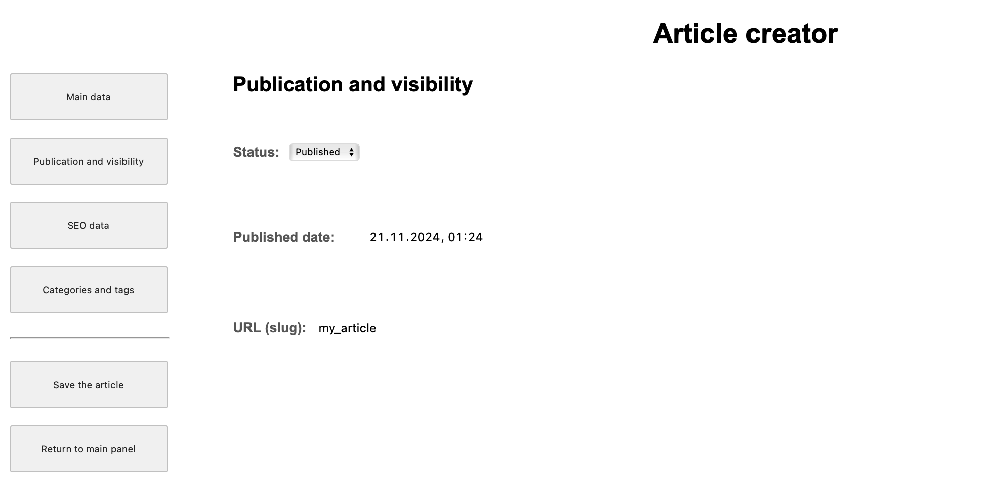 Article creator
Main data
Publication and visibility
SEO data
Categories and tags
Save the article
Return to main panel
Publication and visibility
Status: Published
Published date: 21.11.2024, 01:24
URL (slug): my_article